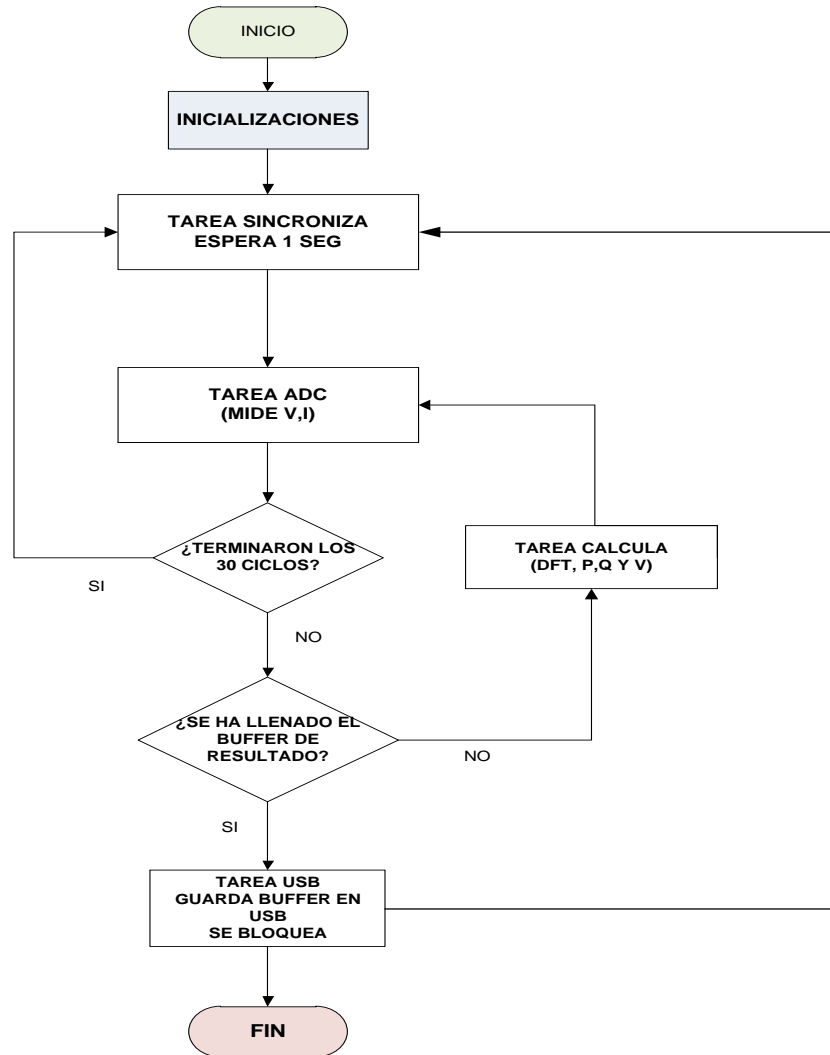 INICIO
INICIALIZACIONES
TAREA SINCRONIZA
ESPERA 1 SEG
TAREA ADC
(MIDE V,I)
¿TERMINARON LOS
30 CICLOS?
SI
NO
TAREA CALCULA
(DFT, P,Q Y V)
¿SE HA LLENADO EL
BUFFER DE
RESULTADO?
NO
SI
TAREA USB
GUARDA BUFFER EN
USB
SE BLOQUEA
FIN